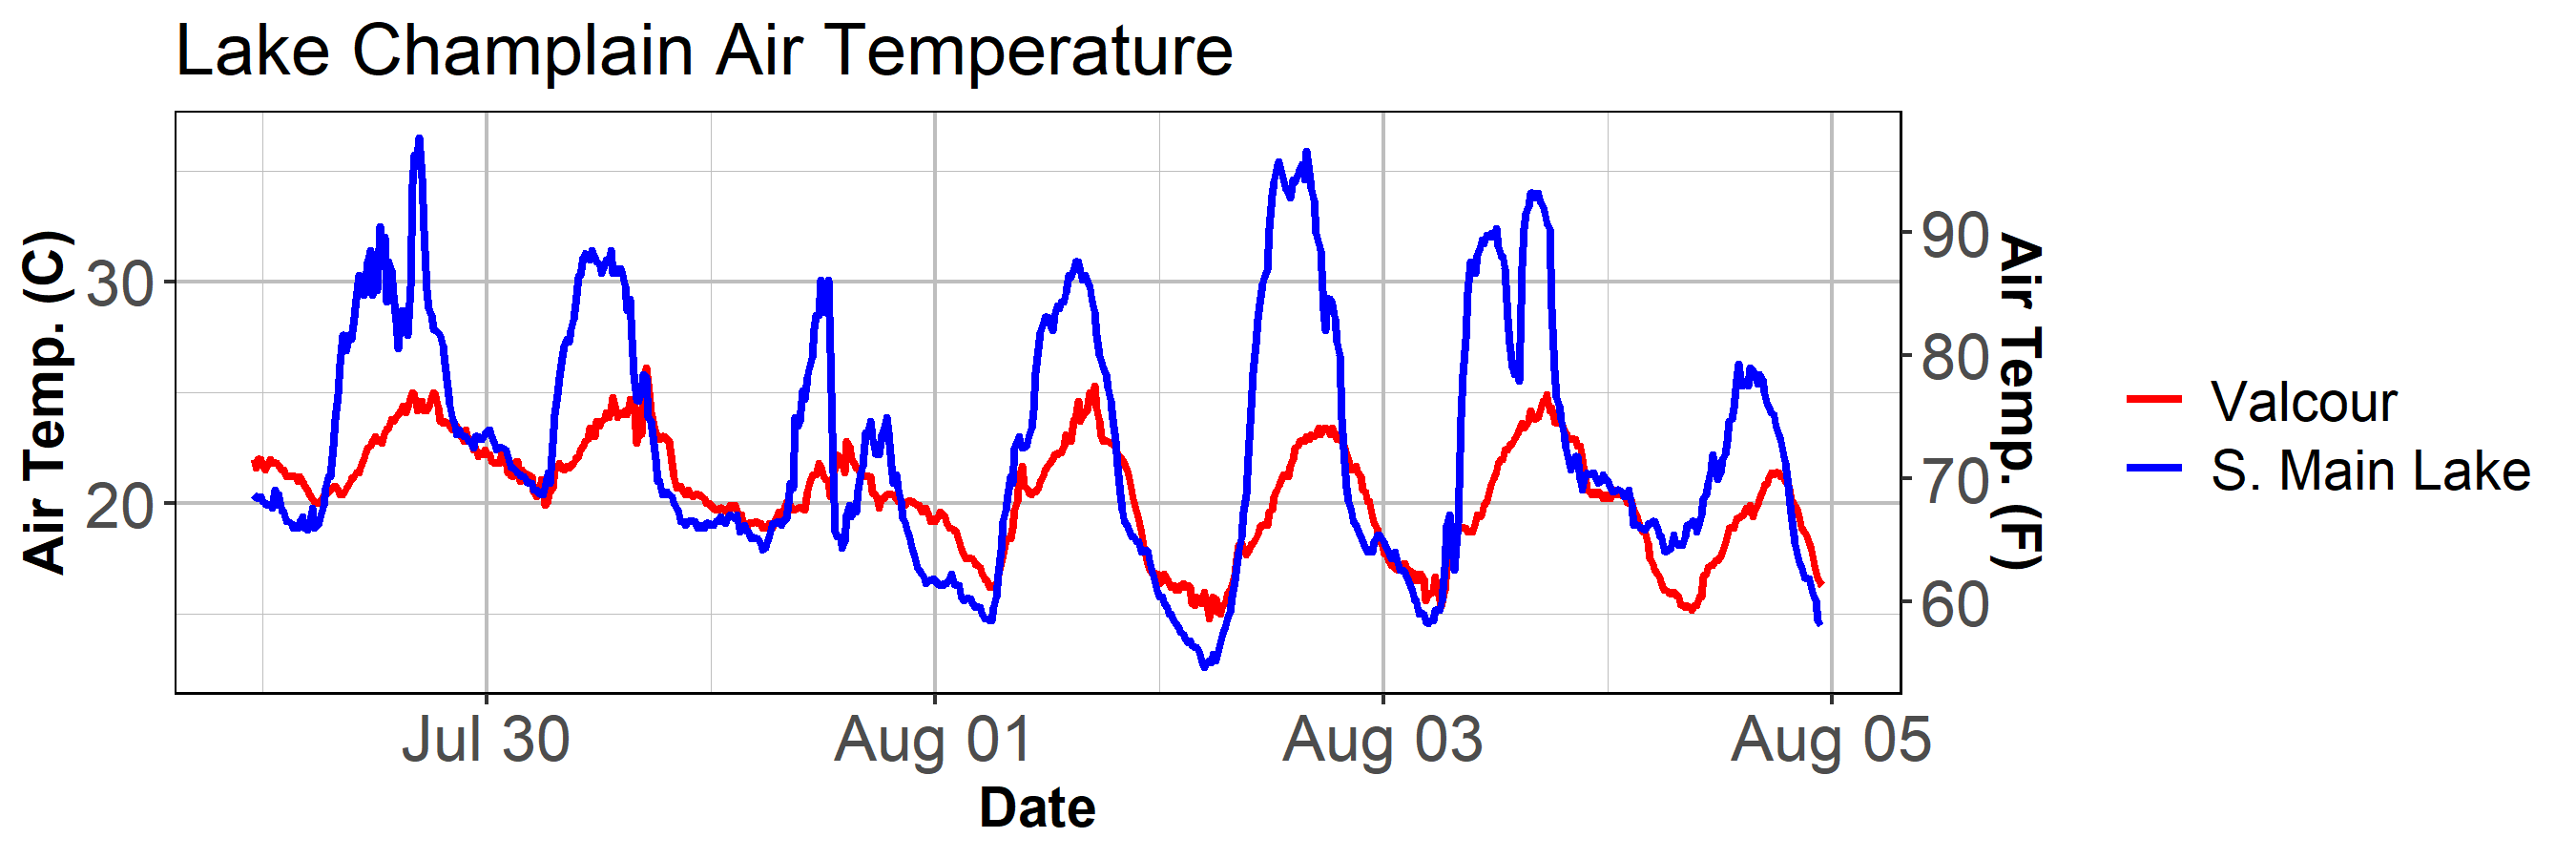 Lake Champlain Air Temperature
Air Temp. (C)
30
20
90
80
70
60
Air Temp. (F)
Jul 30
Aug 01
Aug 03
Aug 05
Date
Valcour
S. Main Lake